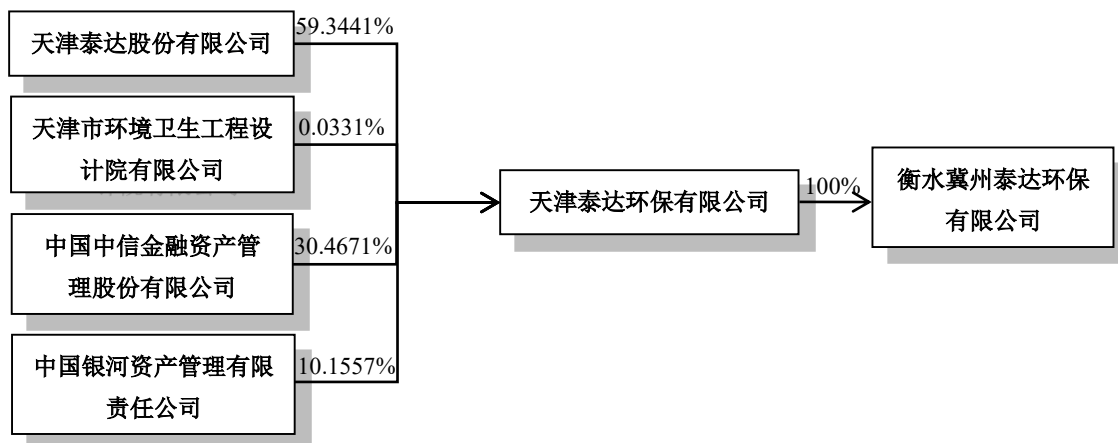 天津泰达股份有限公司
59.3441%
天津市环境卫生工程设
计院有限公司
0.0331%
中国中信金融资产管
理股份有限公司
30.4671%
中国银河资产管理有限
责任公司
10.1557%
天津泰达环保有限公司
100%
衡水冀州泰达环保
有限公司